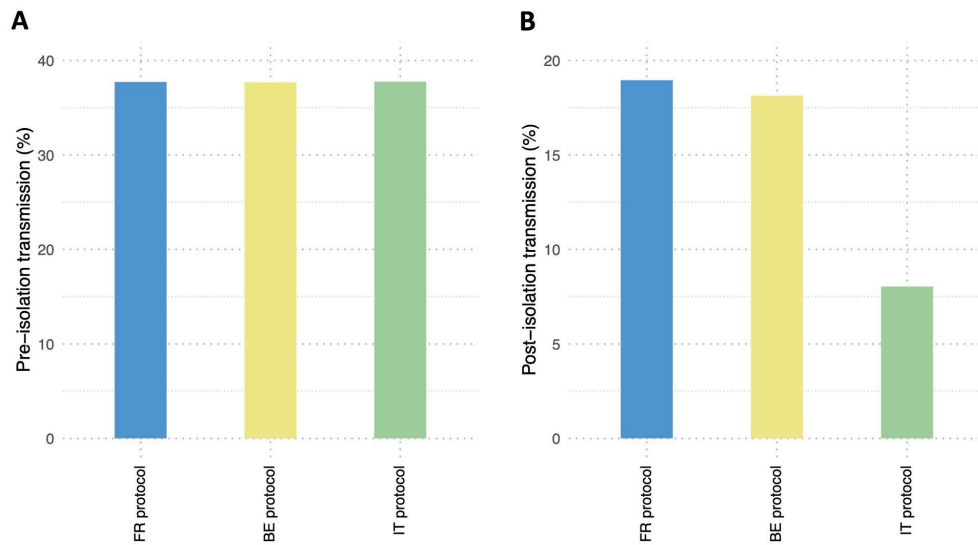 A
Pre-isolation transmission (%)
40
30
20
10
0
FR protocol
BE protocol
IT protocol
B
Post-isolation transmission (%)
20
15
10
5
0
FR protocol
BE protocol
IT protocol